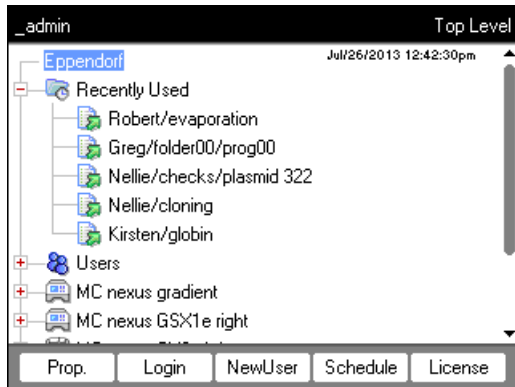 _admin Top Level
Eppendorf Jul/26/2013 12:42:30pm
Recently Used
Robert/evaporation
Greg/folder00/prog00
Nellie/checks/plasmid 322
Nellie/cloning
Kirsten/globin
Users
MC nexus gradient
MC nexus GSX1e right
Prop. Login NewUser Schedule License